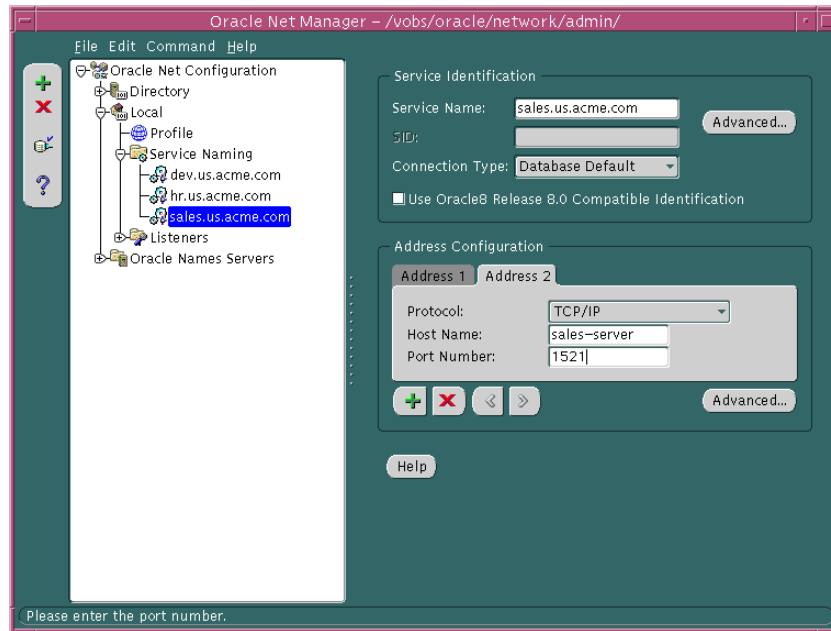 Oracle Net Manager – /vobs/oracle/network/admin/
File Edit Command Help
Oracle Net Configuration
Directory
Local
Profile
Service Naming
dev.us.acme.com
hr.us.acme.com
sales.us.acme.com
Listeners
Oracle Names Servers
Service Identification
Service Name: sales.us.acme.com
Advanced...
SID:
Connection Type: Database Default
Use Oracle8 Release 8.0 Compatible Identification
Address Configuration
Address 1 Address 2
Protocol: TCP/IP
Host Name: sales-server
Port Number: 1521
Advanced...
Help
Please enter the port number.